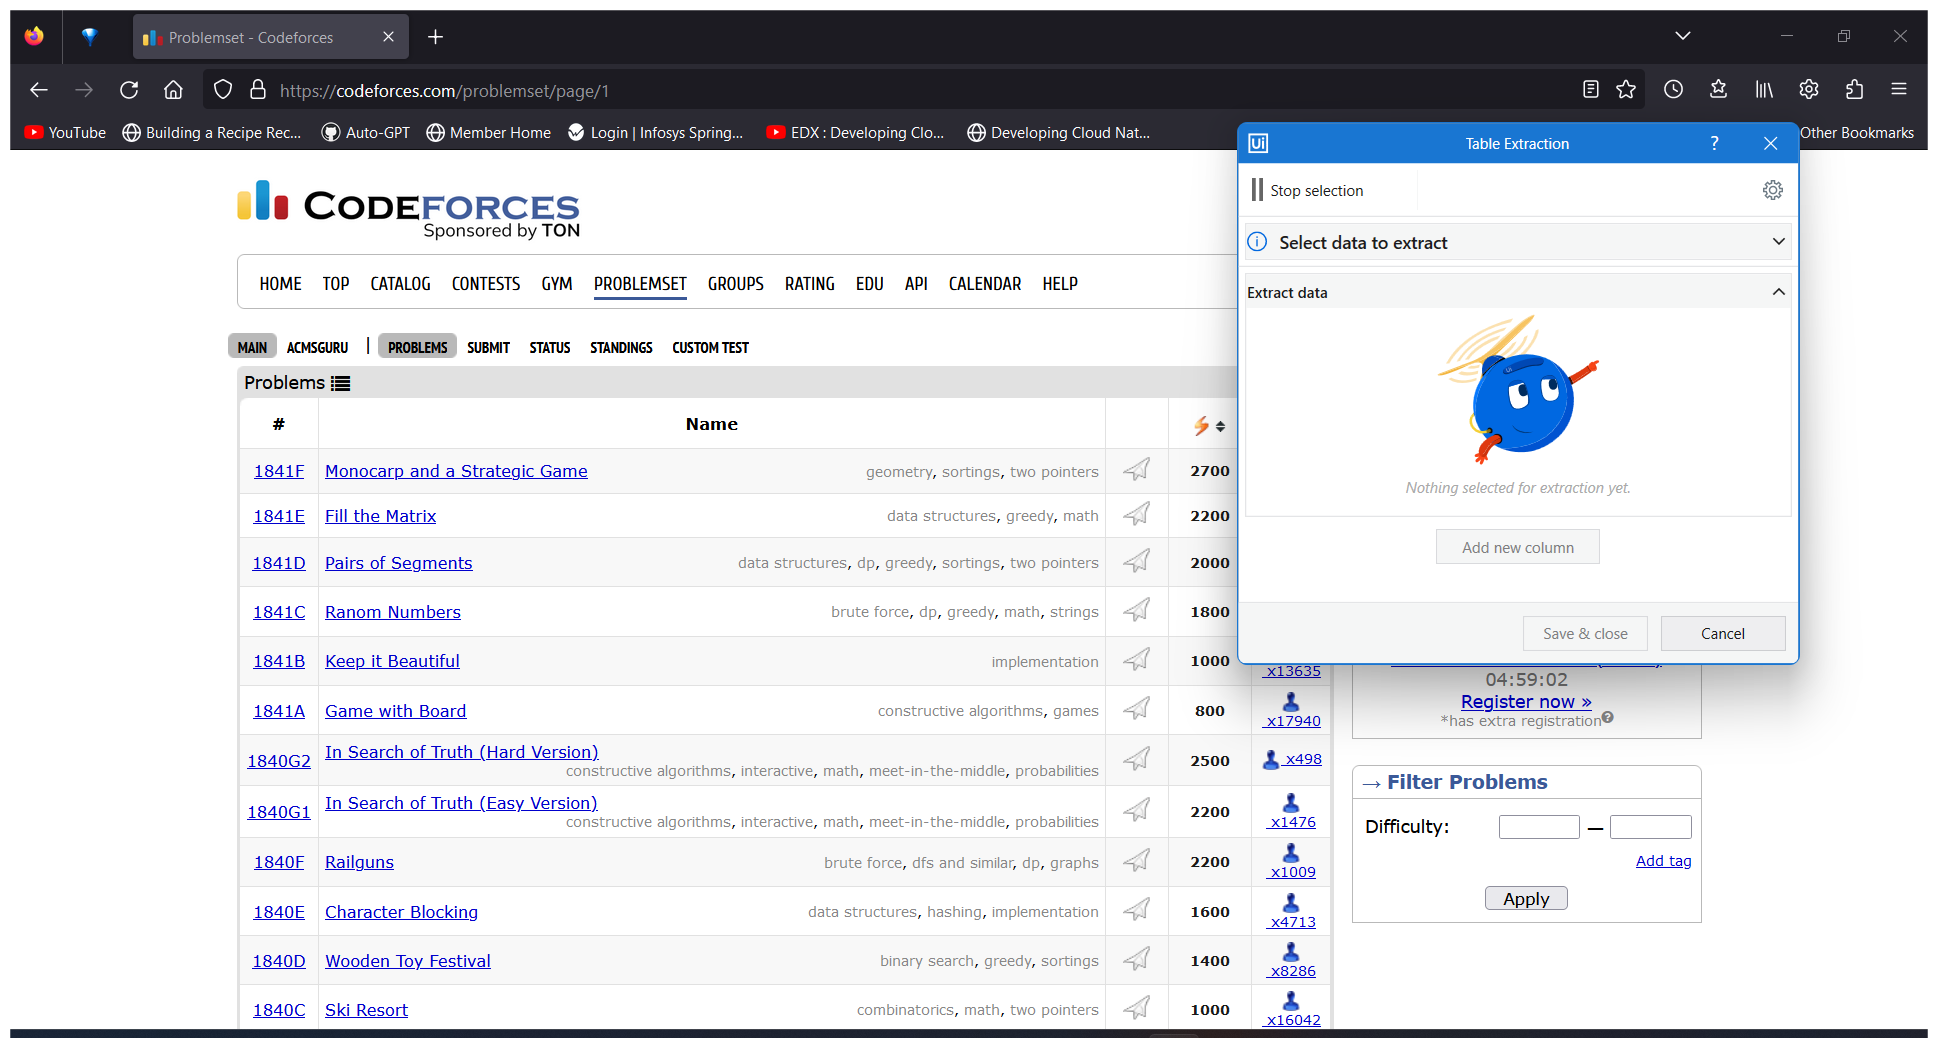 Problemset - Codeforces
https://codeforces.com/problemset/page/1
YouTube Building a Recipe Rec... Auto-GPT Member Home Login | Infosys Spring... EDX : Developing Clo... Developing Cloud Nat... Other Bookmarks
CODEFORCES
Sponsored by TON
HOME TOP CATALOG CONTESTS GYM PROBLEMSET GROUPS RATING EDU API CALENDAR HELP
MAIN ACMSGURU | PROBLEMS SUBMIT STATUS STANDINGS CUSTOM TEST
Problems
# Name
1841F Monocarp and a Strategic Game geometry, sortings, two pointers 2700
1841E Fill the Matrix data structures, greedy, math 2200
1841D Pairs of Segments data structures, dp, greedy, sortings, two pointers 2000
1841C Ranom Numbers brute force, dp, greedy, math, strings 1800
1841B Keep it Beautiful implementation 1000 x13635
1841A Game with Board constructive algorithms, games 800 x17940
1840G2 In Search of Truth (Hard Version) 2500 x498
constructive algorithms, interactive, math, meet-in-the-middle, probabilities
1840G1 In Search of Truth (Easy Version) 2200 x1476
constructive algorithms, interactive, math, meet-in-the-middle, probabilities
1840F Railguns brute force, dfs and similar, dp, graphs 2200 x1009
1840E Character Blocking data structures, hashing, implementation 1600 x4713
1840D Wooden Toy Festival binary search, greedy, sortings 1400 x8286
1840C Ski Resort combinatorics, math, two pointers 1000 x16042
Ui Table Extraction ?
Stop selection
Select data to extract
Extract data
Ui
Nothing selected for extraction yet.
Add new column
Save & close Cancel
04:59:02
Register now »
*has extra registration?
→ Filter Problems
Difficulty: —
Add tag
Apply